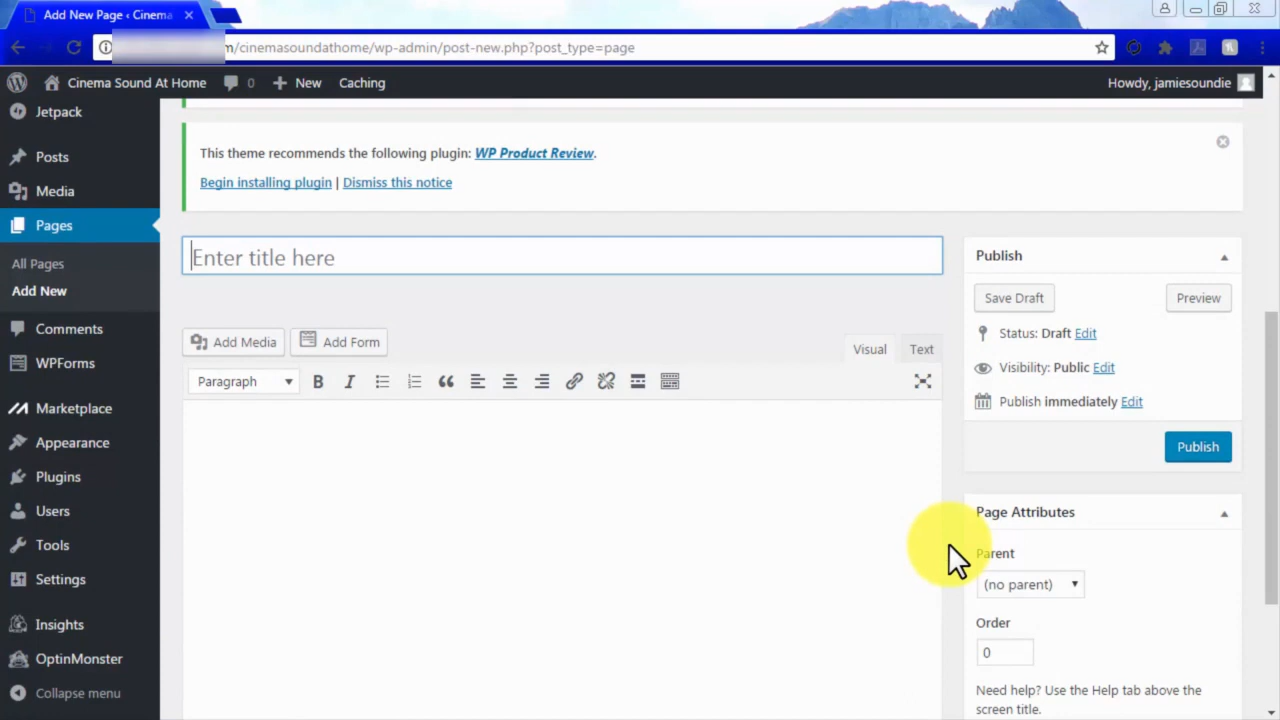 Add New Page ‹ Cinema
m/cinemasoundathome/wp-admin/post-new.php?post_type=page
Cinema Sound At Home 0 New Caching Howdy, jamiesoundie
Jetpack
Posts
Media
Pages
All Pages
Add New
Comments
WPForms
Marketplace
Appearance
Plugins
Users
Tools
Settings
Insights
OptinMonster
Collapse menu
This theme recommends the following plugin: WP Product Review.
Begin installing plugin | Dismiss this notice
Enter title here
Add Media Add Form Visual Text
Paragraph B I
Publish
Save Draft Preview
Status: Draft Edit
Visibility: Public Edit
Publish immediately Edit
Publish
Page Attributes
Parent
(no parent)
Order
0
Need help? Use the Help tab above the
screen title.